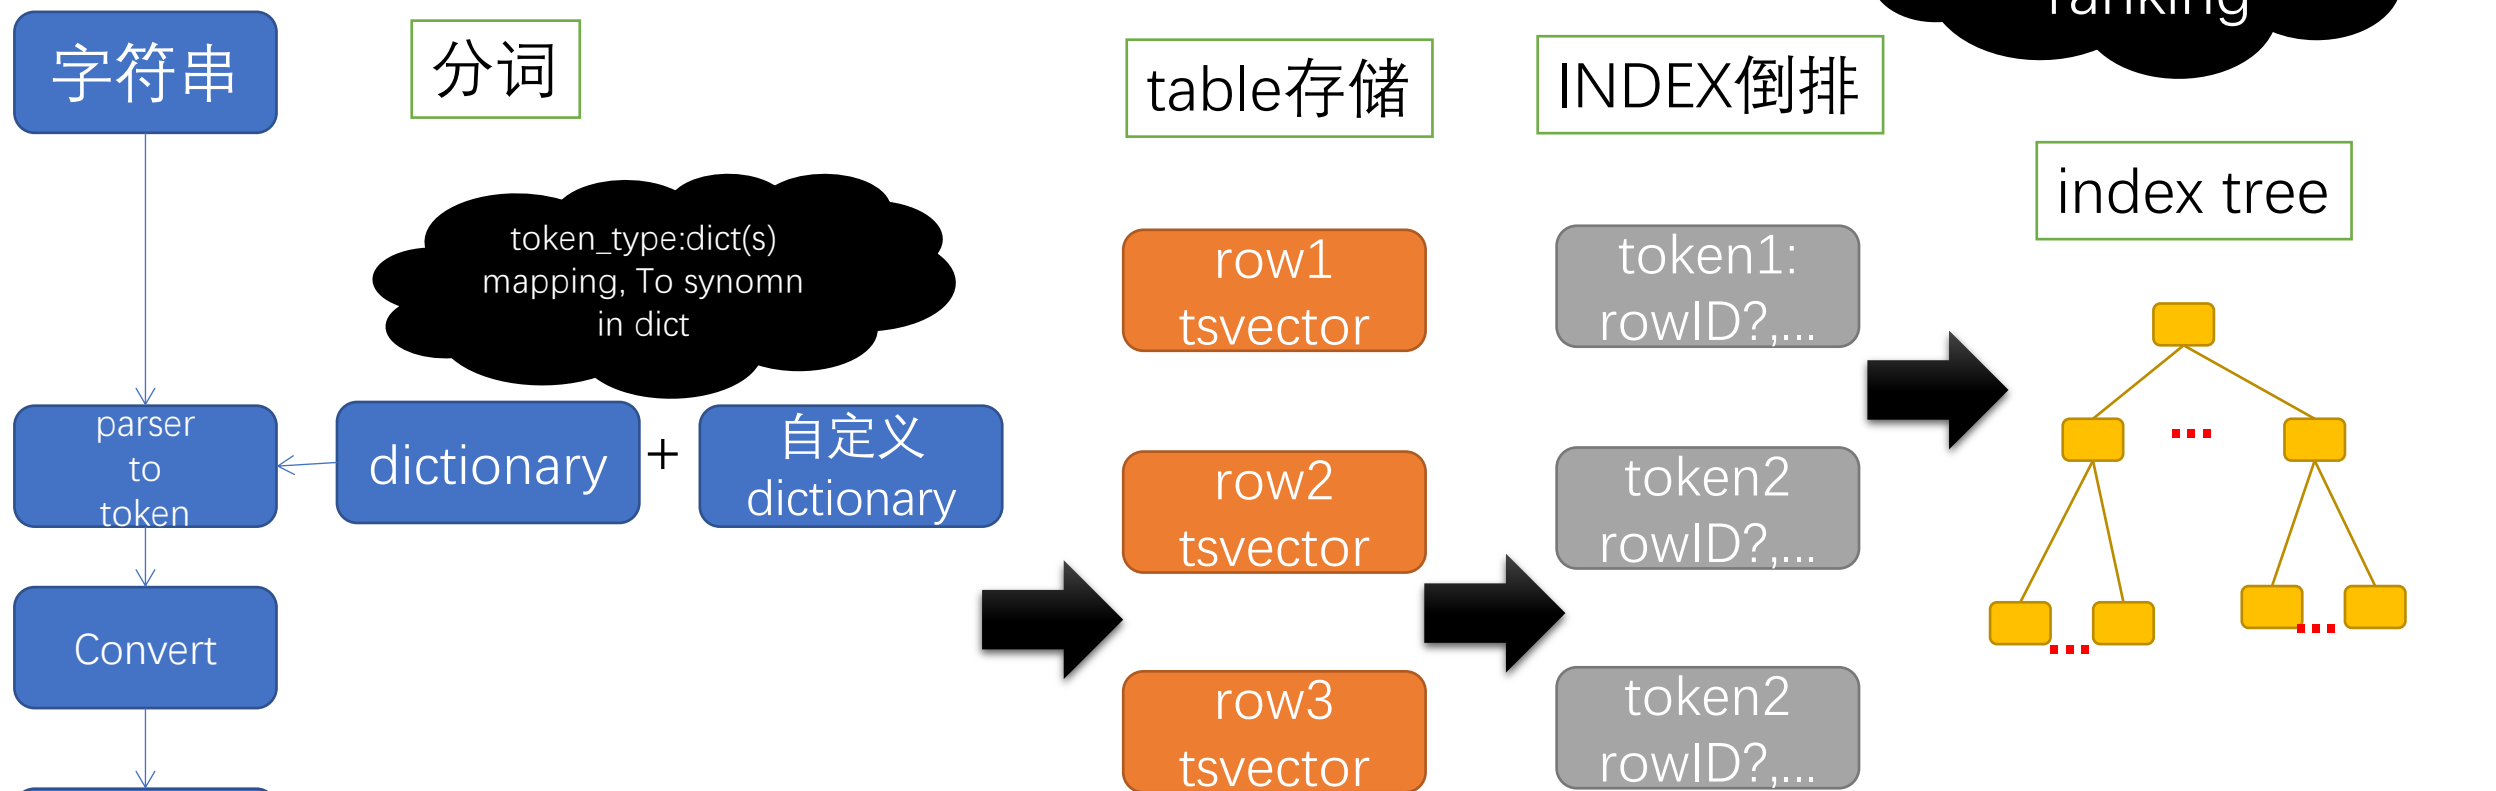 字符串
分词
table存储
INDEX倒排
ranking
index tree
token_type:dict(s)
mapping, To synomn
in dict
row1
tsvector
token1:
rowID?,...
parser
to
token
dictionary
+
自定义
dictionary
row2
tsvector
token2
rowID?,...
Convert
row3
tsvector
token2
rowID?,...